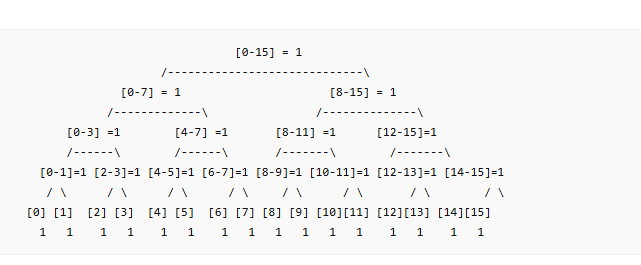 [0-15] = 1
/-----------------------------\
[0-7] = 1 [8-15] = 1
/-------------\ /--------------\
[0-3] =1 [4-7] =1 [8-11] =1 [12-15]=1
/------\ /------\ /-------\ /-------\
[0-1]=1 [2-3]=1 [4-5]=1 [6-7]=1 [8-9]=1 [10-11]=1 [12-13]=1 [14-15]=1
/ \ / \ / \ / \ / \ / \ / \ / \
[0] [1] [2] [3] [4] [5] [6] [7] [8] [9] [10][11] [12][13] [14][15]
1 1 1 1 1 1 1 1 1 1 1 1 1 1 1 1